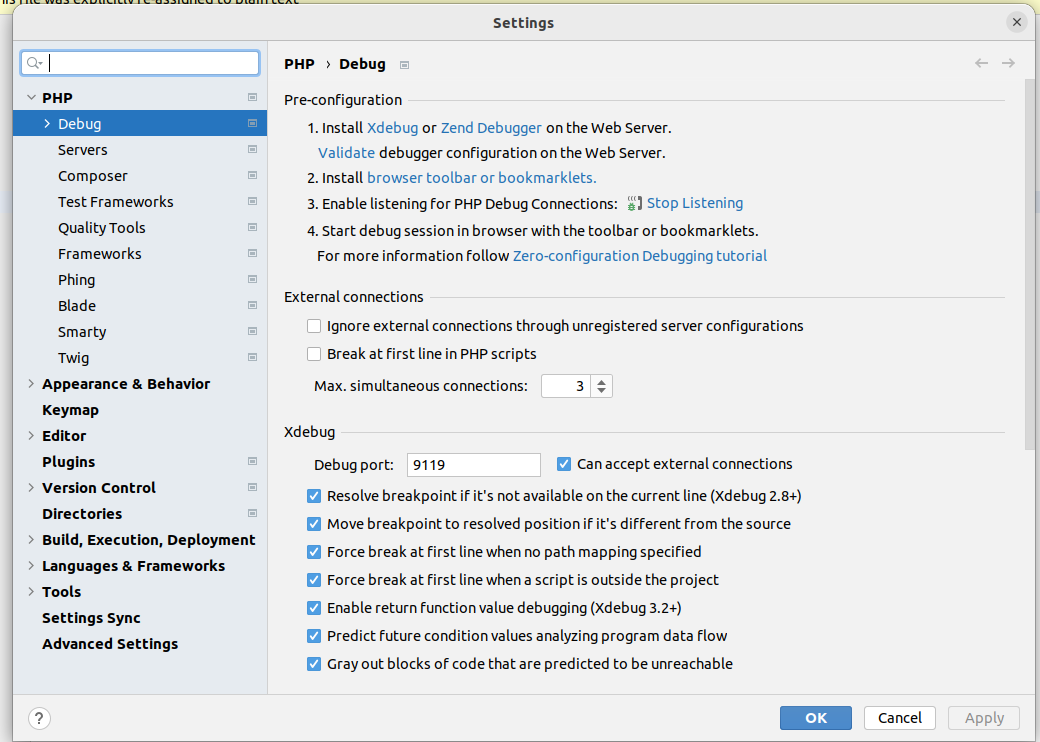 file was explicitly re-assigned to plain text
Settings
PHP
Debug
Servers
Composer
Test Frameworks
Quality Tools
Frameworks
Phing
Blade
Smarty
Twig
Appearance & Behavior
Keymap
Editor
Plugins
Version Control
Directories
Build, Execution, Deployment
Languages & Frameworks
Tools
Settings Sync
Advanced Settings
PHP › Debug
Pre-configuration
1. Install Xdebug or Zend Debugger on the Web Server.
Validate debugger configuration on the Web Server.
2. Install browser toolbar or bookmarklets.
3. Enable listening for PHP Debug Connections: Stop Listening
4. Start debug session in browser with the toolbar or bookmarklets.
For more information follow Zero-configuration Debugging tutorial
External connections
Ignore external connections through unregistered server configurations
Break at first line in PHP scripts
Max. simultaneous connections: 3
Xdebug
Debug port: 9119 Can accept external connections
Resolve breakpoint if it's not available on the current line (Xdebug 2.8+)
Move breakpoint to resolved position if it's different from the source
Force break at first line when no path mapping specified
Force break at first line when a script is outside the project
Enable return function value debugging (Xdebug 3.2+)
Predict future condition values analyzing program data flow
Gray out blocks of code that are predicted to be unreachable
? OK Cancel Apply